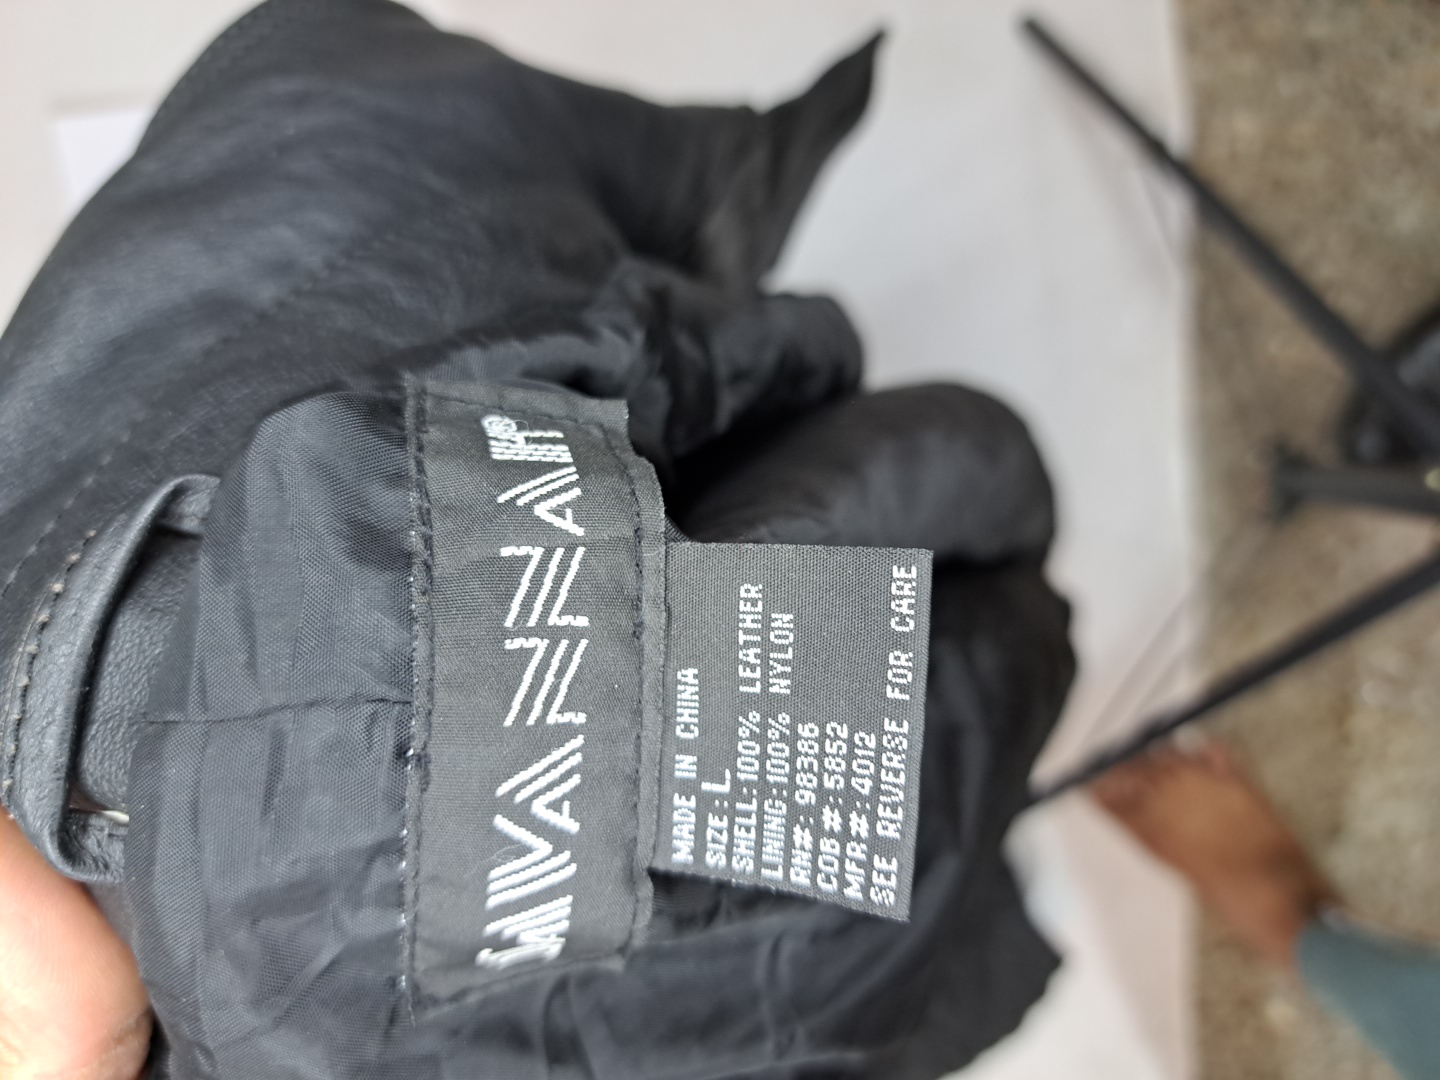 MADE IN CHINA
SIZE: L
SHELL:100% LEATHER
LINING:100% NYLON
RN#: 98386
COB #: 5852
MFR #: 4012
SEE REVERSE FOR CARE